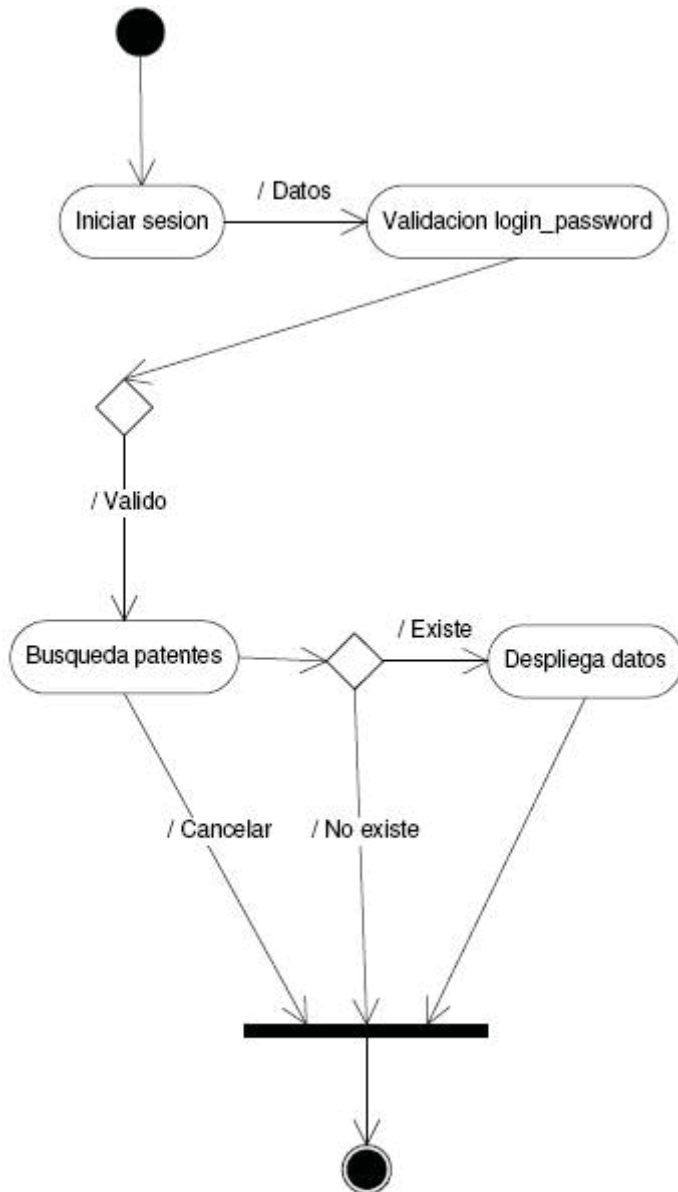 / Datos
Iniciar sesion
Validacion login_password
/ Valido
/ Existe
Busqueda patentes
Despliega datos
/ Cancelar
/ No existe